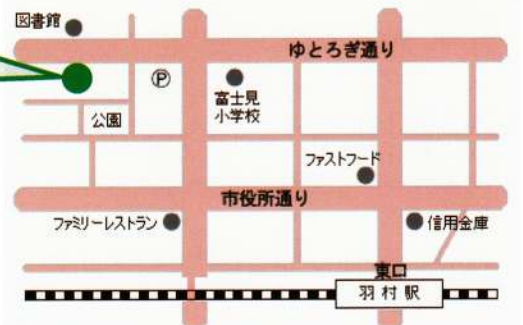 図書館
ゆとろぎ通り
Ⓟ
富士見
小学校
公園
ファストフード
市役所通り
ファミリーレストラン
信用金庫
東口
羽村駅